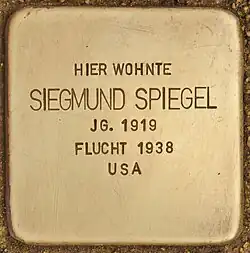 HIER WOHNTE
SIEGMUND SPIEGEL
JG. 1919
FLUCHT 1938
USA